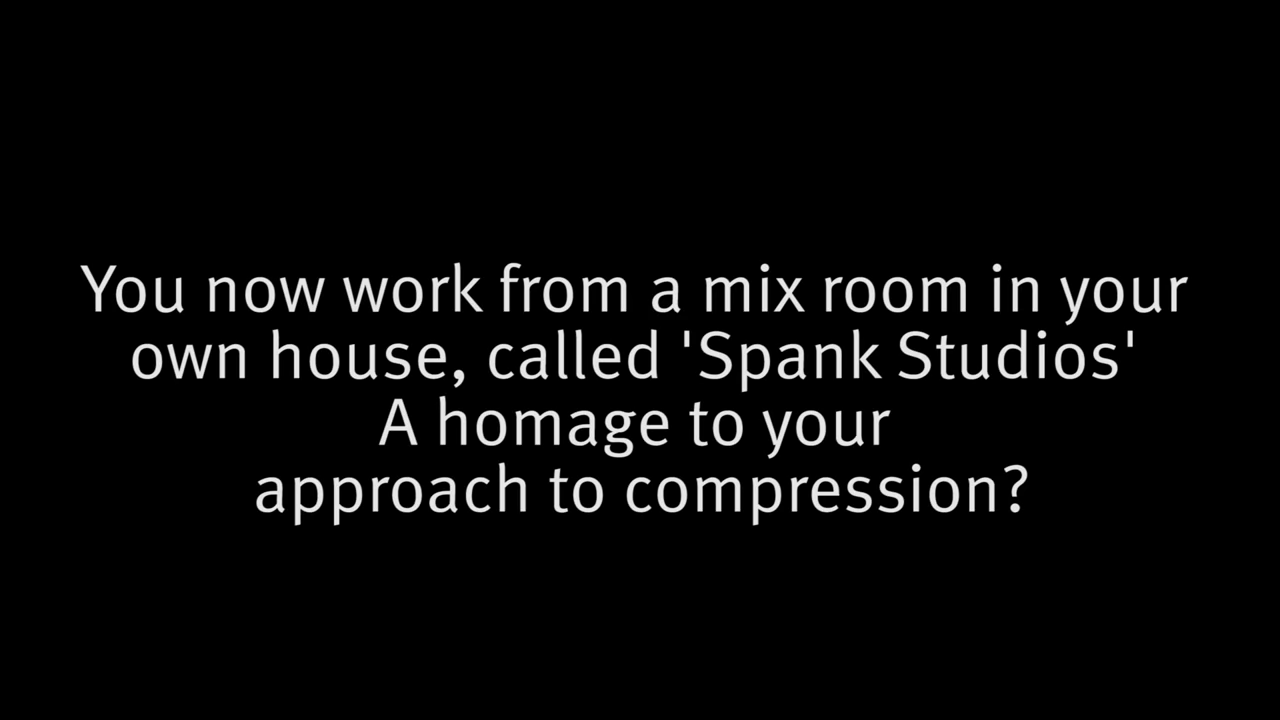 You now work from a mix room in your
own house, called 'Spank Studios'
A homage to your
approach to compression?